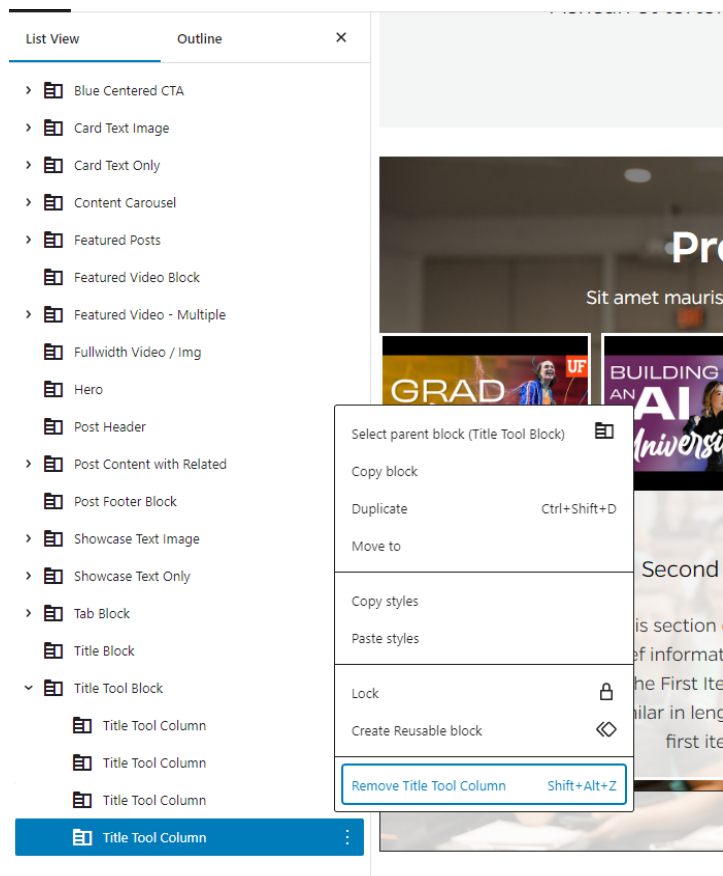 List View
Outline
Blue Centered CTA
Card Text Image
Card Text Only
Content Carousel
Featured Posts
Featured Video Block
Featured Video - Multiple
Fullwidth Video / Img
Hero
Post Header
Post Content with Related
Post Footer Block
Showcase Text Image
Showcase Text Only
Tab Block
Title Block
Title Tool Block
Title Tool Column
Title Tool Column
Title Tool Column
Title Tool Column
Select parent block (Title Tool Block)
Copy block
Duplicate Ctrl+Shift+D
Move to
Copy styles
Paste styles
Lock
Create Reusable block
Remove Title Tool Column Shift+Alt+Z
Sit amet mauris
GRAD
UF
BUILDING
AN
AI
Second
is section
he First Ite
first ite